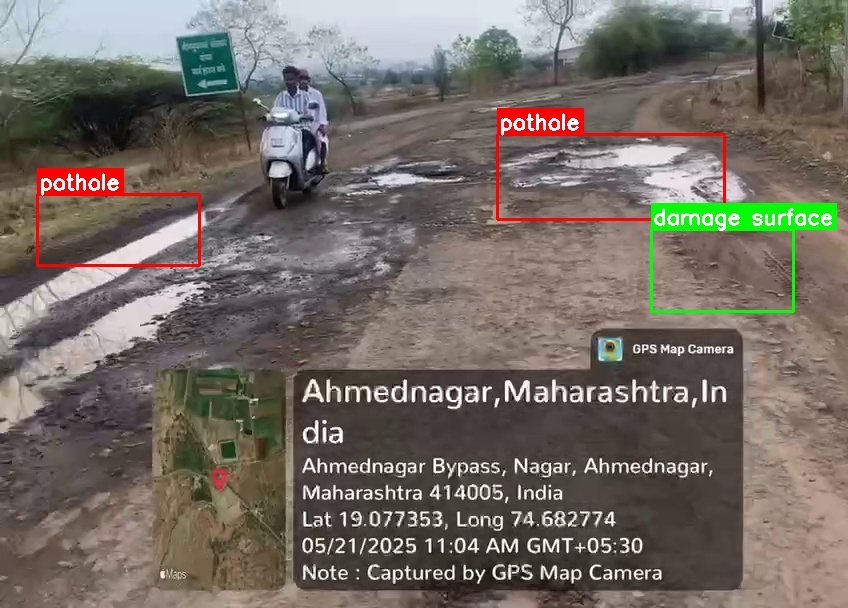 pothole
pothole
damage surface
GPS Map Camera
Ahmednagar,Maharashtra,In
dia
Ahmednagar Bypass, Nagar, Ahmednagar,
Maharashtra 414005, India
Lat 19.077353, Long 74.682774
05/21/2025 11:04 AM GMT+05:30
Note : Captured by GPS Map Camera
Maps